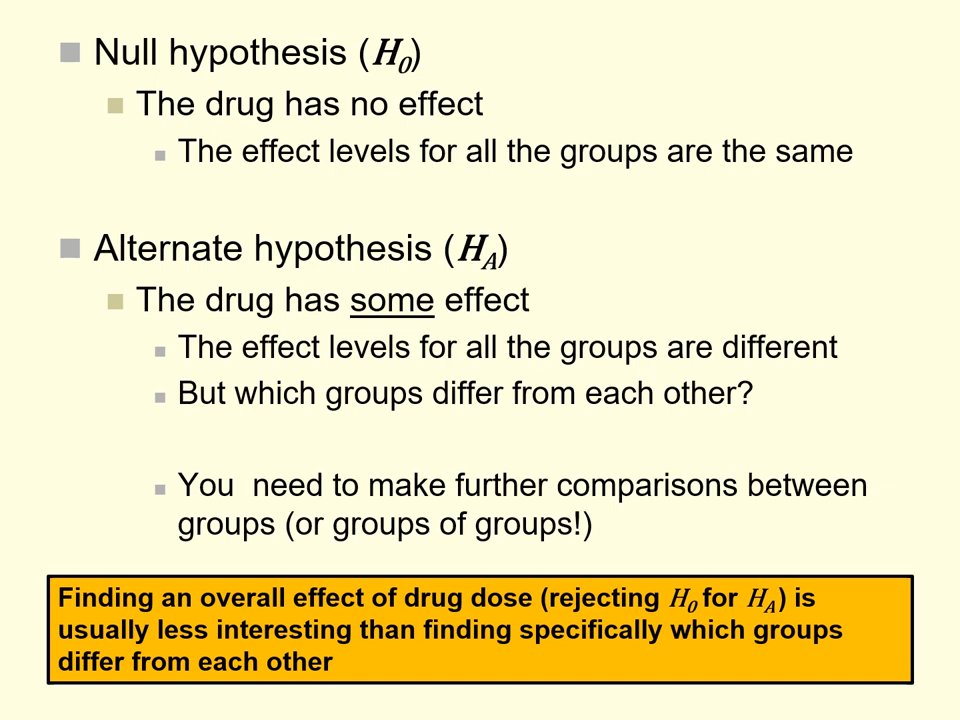 Null hypothesis (H0)
The drug has no effect
The effect levels for all the groups are the same
Alternate hypothesis (HA)
The drug has some effect
The effect levels for all the groups are different
But which groups differ from each other?
You  need to make further comparisons between
groups (or groups of groups!)
Finding an overall effect of drug dose (rejecting H0 for HA) is
usually less interesting than finding specifically which groups
differ from each other